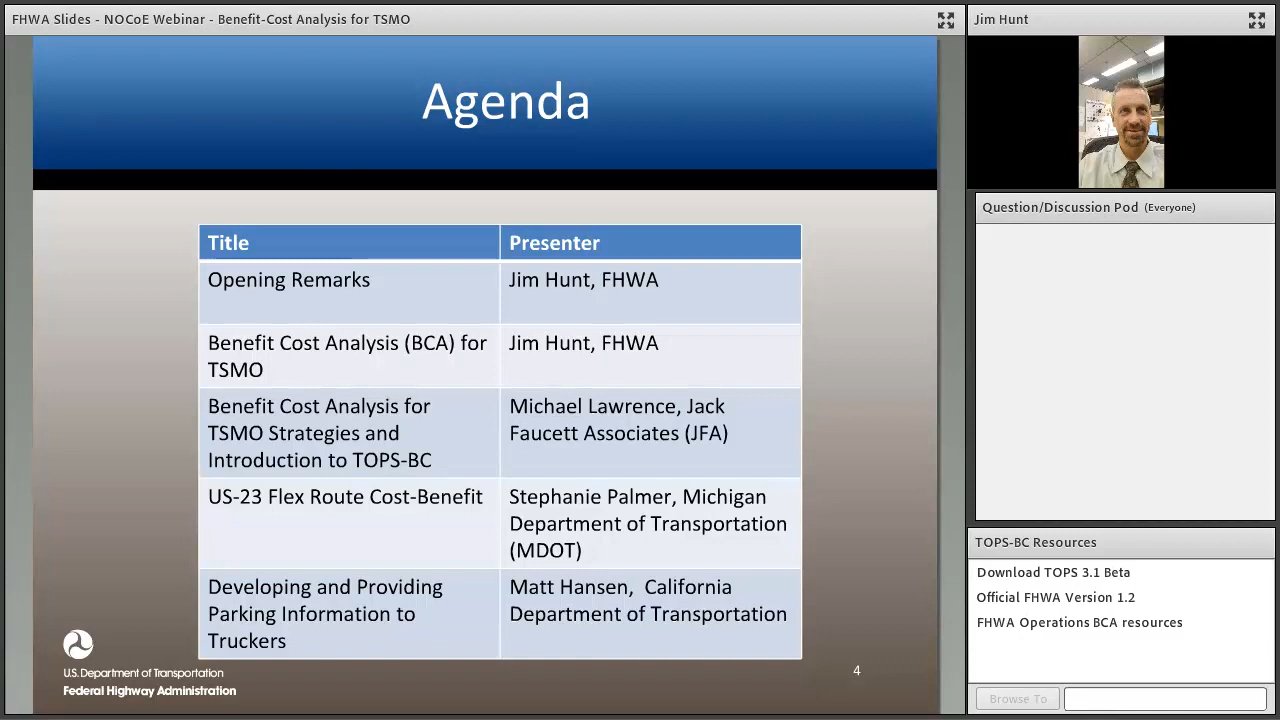 FHWA Slides - NOCoE Webinar - Benefit-Cost Analysis for TSMO
Agenda
Title Presenter
Opening Remarks Jim Hunt, FHWA
Benefit Cost Analysis (BCA) for Jim Hunt, FHWA
TSMO
Benefit Cost Analysis for Michael Lawrence, Jack
TSMO Strategies and Faucett Associates (JFA)
Introduction to TOPS-BC
US-23 Flex Route Cost-Benefit Stephanie Palmer, Michigan
Department of Transportation
(MDOT)
Developing and Providing Matt Hansen, California
Parking Information to Department of Transportation
Truckers
U.S. Department of Transportation
Federal Highway Administration
4
Jim Hunt
Question/Discussion Pod (Everyone)
TOPS-BC Resources
Download TOPS 3.1 Beta
Official FHWA Version 1.2
FHWA Operations BCA resources
Browse To